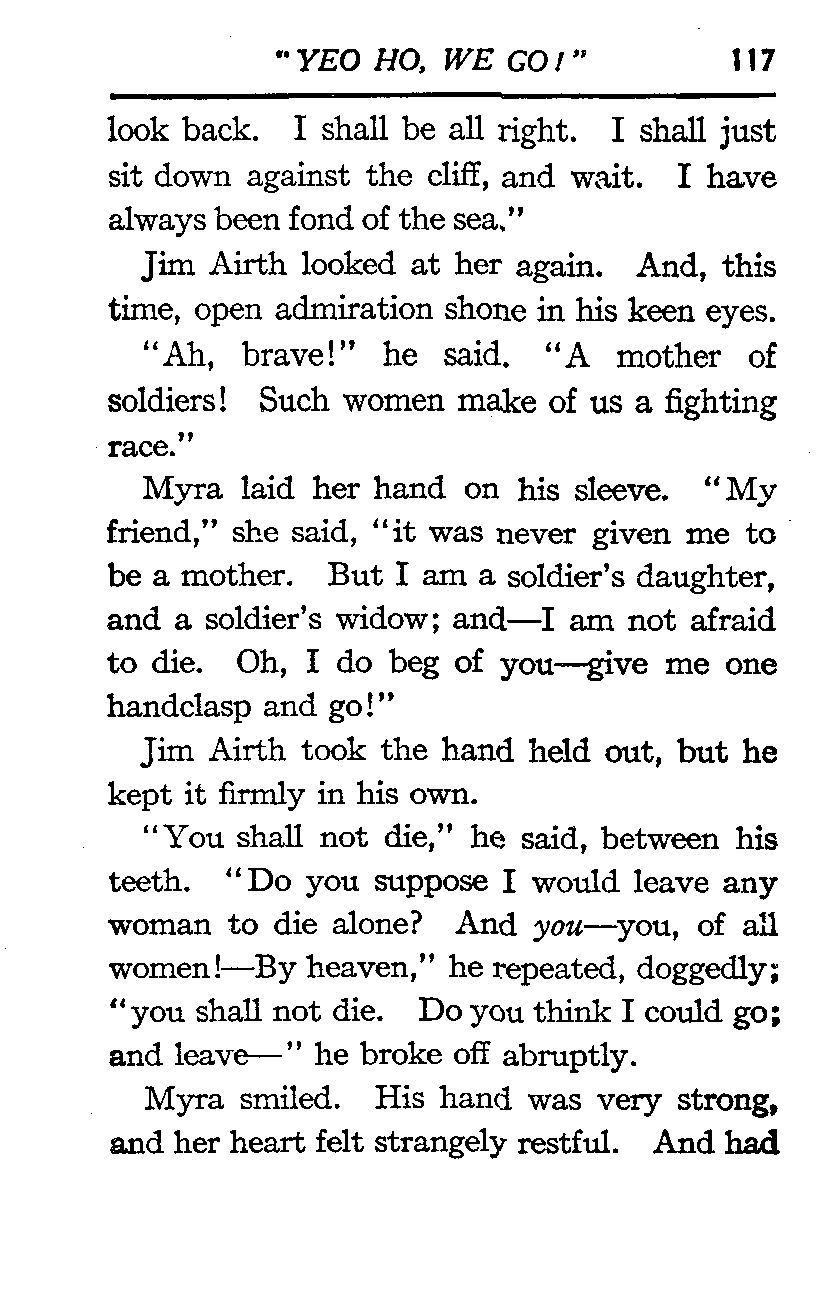 "YEO HO, WE GO!" 117
look back. I shall be all right. I shall just
sit down against the cliff, and wait. I have
always been fond of the sea."
Jim Airth looked at her again. And, this
time, open admiration shone in his keen eyes.
"Ah, brave!" he said. "A mother of
soldiers! Such women make of us a fighting
race."
Myra laid her hand on his sleeve. "My
friend," she said, "it was never given me to
be a mother. But I am a soldier's daughter,
and a soldier's widow; and—I am not afraid
to die. Oh, I do beg of you—give me one
handclasp and go!"
Jim Airth took the hand held out, but he
kept it firmly in his own.
"You shall not die," he said, between his
teeth. "Do you suppose I would leave any
woman to die alone? And you—you, of all
women!—By heaven," he repeated, doggedly;
"you shall not die. Do you think I could go;
and leave—" he broke off abruptly.
Myra smiled. His hand was very strong,
and her heart felt strangely restful. And had